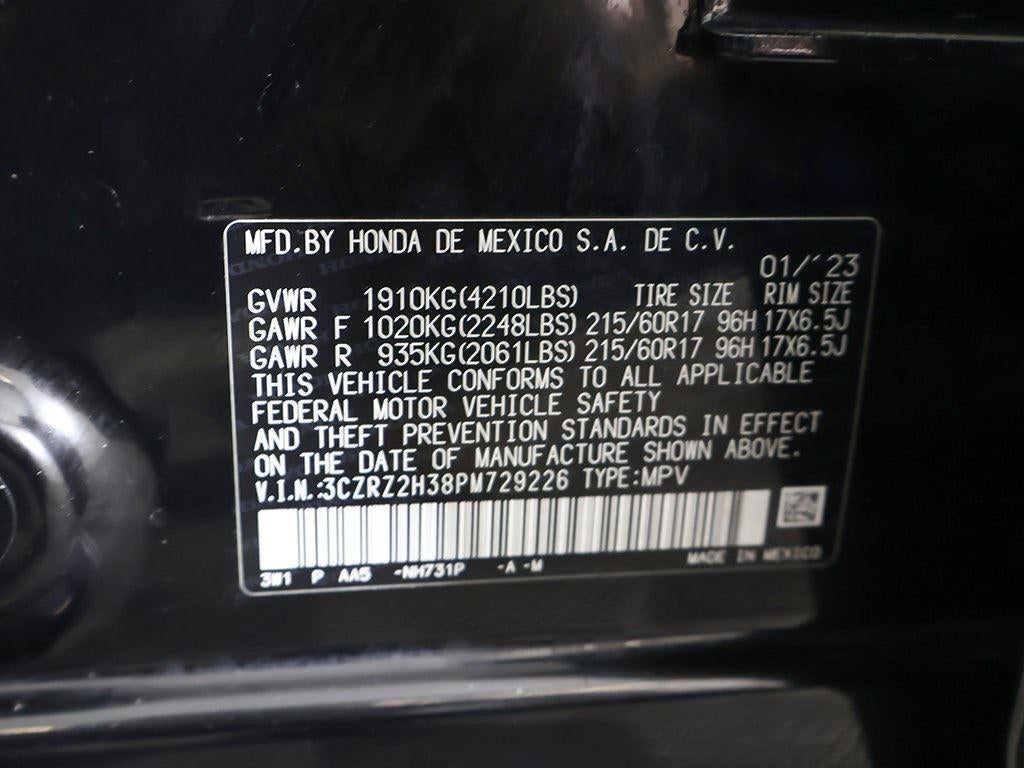 MFD.BY HONDA DE MEXICO S.A. DE C.V.
01/'23
GVWR 1910KG(4210LBS) TIRE SIZE RIM SIZE
GAWR F 1020KG(2248LBS) 215/60R17 96H 17X6.5J
GAWR R 935KG(2061LBS) 215/60R17 96H 17X6.5J
THIS VEHICLE CONFORMS TO ALL APPLICABLE
FEDERAL MOTOR VEHICLE SAFETY
AND THEFT PREVENTION STANDARDS IN EFFECT
ON THE DATE OF MANUFACTURE SHOWN ABOVE.
V.I.N.:3CZRZ2H38PM729226 TYPE:MPV
MADE IN MEXICO
3W1 P AA5 -NH731P -A -M